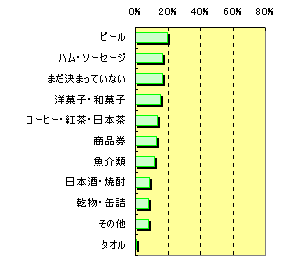 0% 20% 40% 60% 80%
ビール
ハム・ソーセージ
まだ決まっていない
洋菓子・和菓子
コーヒー・紅茶・日本茶
商品券
魚介類
日本酒・焼酎
乾物・缶詰
その他
タオル